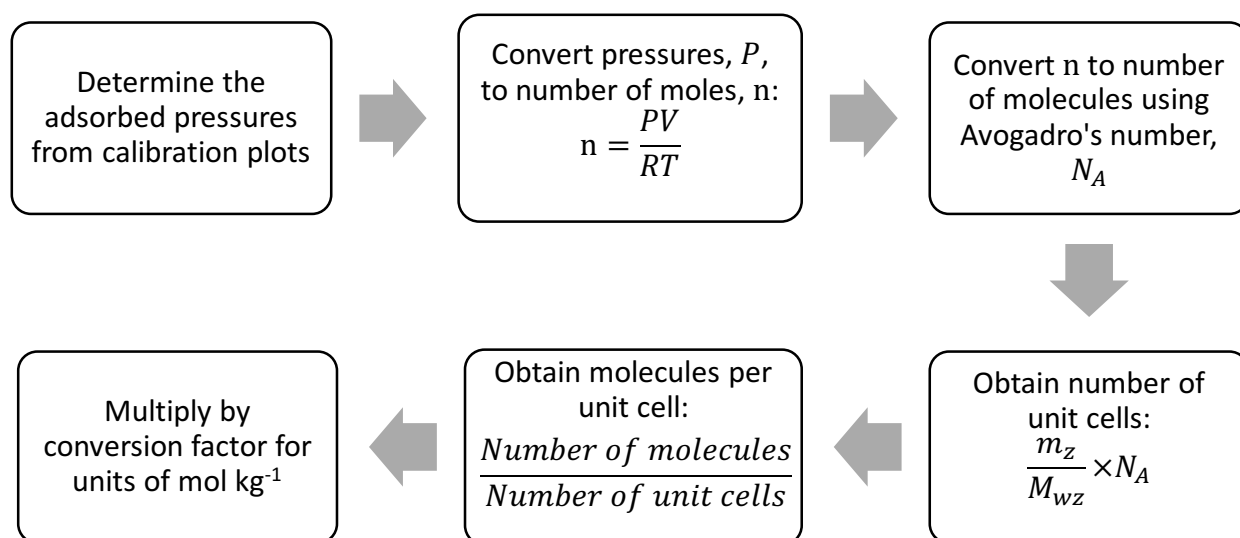 Determine the
adsorbed pressures
from calibration plots
Convert pressures, P,
to number of moles, n:
n = PV/RT
Convert n to number
of molecules using
Avogadro's number,
N_A
Obtain number of
unit cells:
m_z/M_wz × N_A
Obtain molecules per
unit cell:
Number of molecules
Number of unit cells
Multiply by
conversion factor for
units of mol kg⁻¹